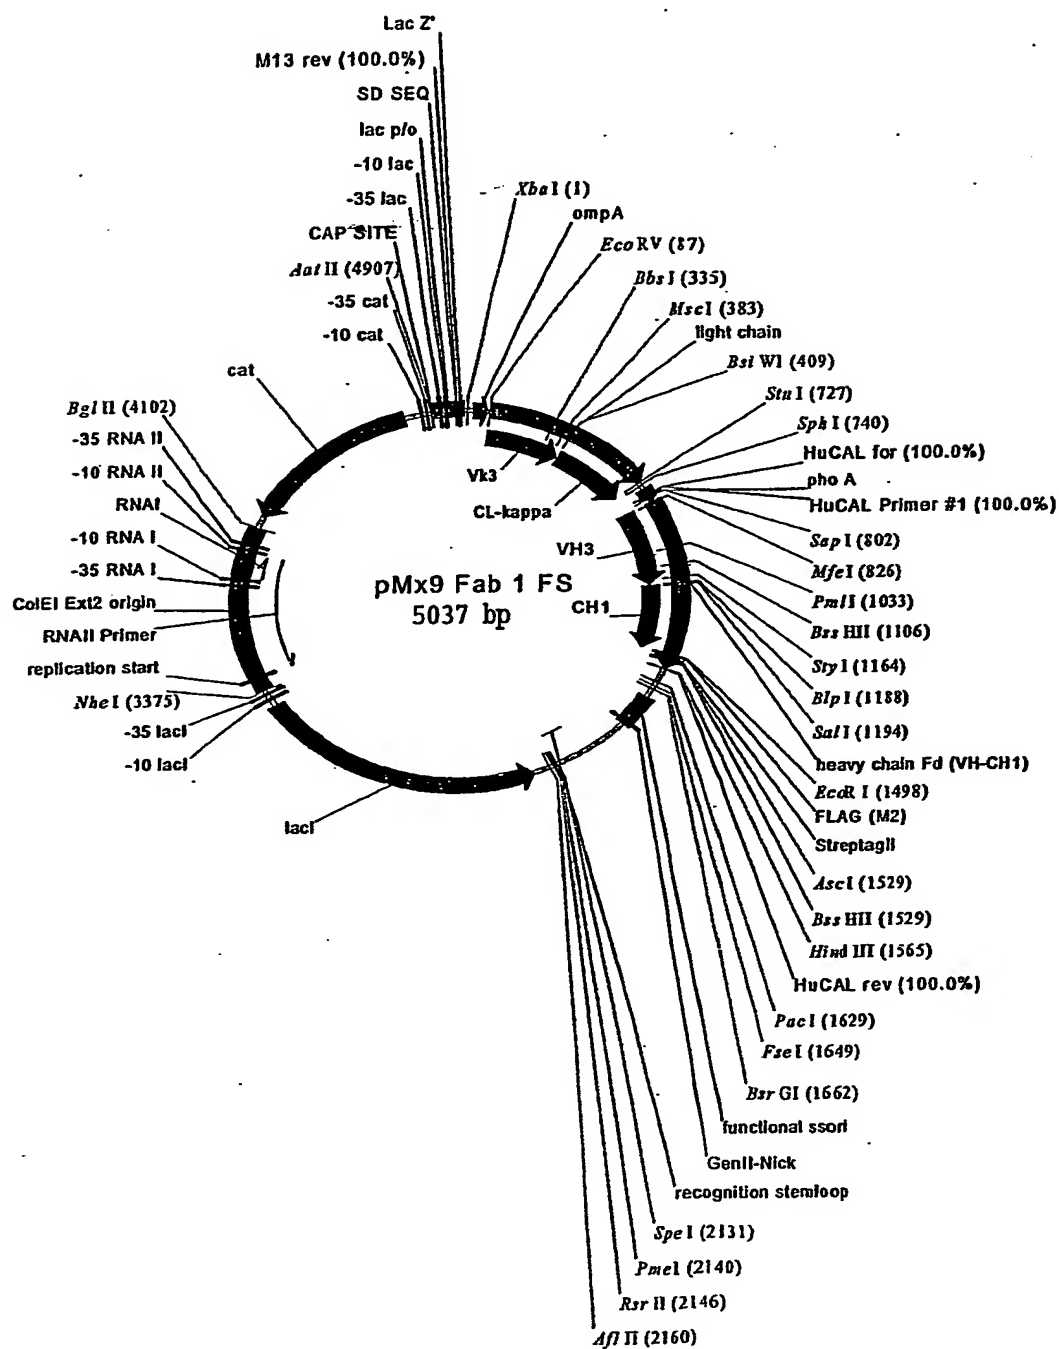 Lac Z'
M13 rev (100.0%)
SD SEQ
lac p/o
-10 lac
-35 lac
CAP SITE
Aat II (4907)
-35 cat
-10 cat
cat
Bgl II (4102)
-35 RNA II
-10 RNA II
RNAI
-10 RNA I
-35 RNA I
ColEI Ext2 origin
RNAII Primer
replication start
Nhe I (3375)
-35 lacI
-10 lacI
lacI
Xba I (1)
ompA
Eco RV (87)
Bbs I (335)
Msc I (383)
light chain
Bsi WI (409)
Stu I (727)
Sph I (740)
HuCAL for (100.0%)
pho A
HuCAL Primer #1 (100.0%)
Sap I (802)
Mfe I (826)
Pml I (1033)
Bss HII (1106)
Sty I (1164)
Blp I (1188)
Sal I (1194)
heavy chain Fd (VH-CH1)
Eco R I (1498)
FLAG (M2)
StreptagII
Asc I (1529)
Bss HII (1529)
Hind III (1565)
HuCAL rev (100.0%)
Pac I (1629)
Fse I (1649)
Bsr GI (1662)
functional ssori
GenII-Nick
recognition stemloop
Spe I (2131)
Pme I (2140)
Rsr II (2146)
Afl II (2160)
Vk3
CL-kappa
VH3
CH1
pMx9 Fab 1 FS
5037 bp